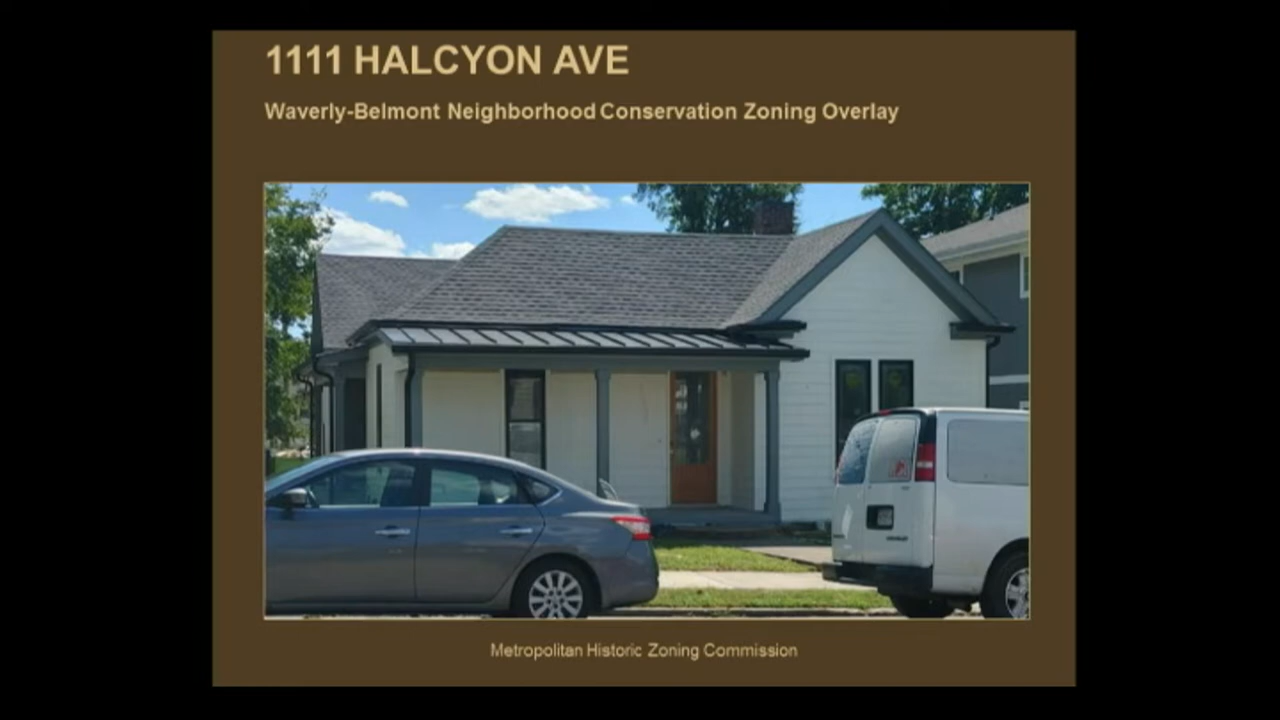 1111 HALCYON AVE
Waverly-Belmont Neighborhood Conservation Zoning Overlay
Metropolitan Historic Zoning Commission